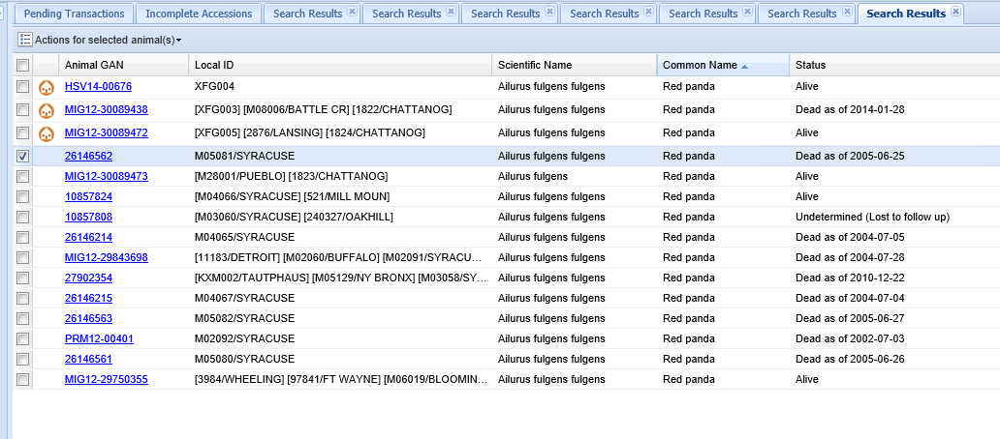 Pending Transactions Incomplete Accessions Search Results Search Results Search Results Search Results Search Results Search Results Search Results
Actions for selected animal(s)
Animal GAN Local ID Scientific Name Common Name Status
HSV14-00676 XFG004 Ailurus fulgens fulgens Red panda Alive
MIG12-30089438 [XFG003] [M08006/BATTLE CR] [1822/CHATTANOG] Ailurus fulgens fulgens Red panda Dead as of 2014-01-28
MIG12-30089472 [XFG005] [2876/LANSING] [1824/CHATTANOG] Ailurus fulgens fulgens Red panda Alive
26146562 M05081/SYRACUSE Ailurus fulgens fulgens Red panda Dead as of 2005-06-25
MIG12-30089473 [M28001/PUEBLO] [1823/CHATTANOG] Ailurus fulgens Red panda Alive
10857824 [M04066/SYRACUSE] [521/MILL MOUN] Ailurus fulgens fulgens Red panda Alive
10857808 [M03060/SYRACUSE] [240327/OAKHILL] Ailurus fulgens fulgens Red panda Undetermined (Lost to follow up)
26146214 M04065/SYRACUSE Ailurus fulgens fulgens Red panda Dead as of 2004-07-05
MIG12-29843698 [11183/DETROIT] [M02060/BUFFALO] [M02091/SYRACU... Ailurus fulgens fulgens Red panda Dead as of 2004-07-28
27902354 [KXM002/TAUTPHAUS] [M05129/NY BRONX] [M03058/SY... Ailurus fulgens fulgens Red panda Dead as of 2010-12-22
26146215 M04067/SYRACUSE Ailurus fulgens fulgens Red panda Dead as of 2004-07-04
26146563 M05082/SYRACUSE Ailurus fulgens fulgens Red panda Dead as of 2005-06-27
PRM12-00401 M02092/SYRACUSE Ailurus fulgens fulgens Red panda Dead as of 2002-07-03
26146561 M05080/SYRACUSE Ailurus fulgens fulgens Red panda Dead as of 2005-06-26
MIG12-29750355 [3984/WHEELING] [97841/FT WAYNE] [M06019/BLOOMIN... Ailurus fulgens fulgens Red panda Alive